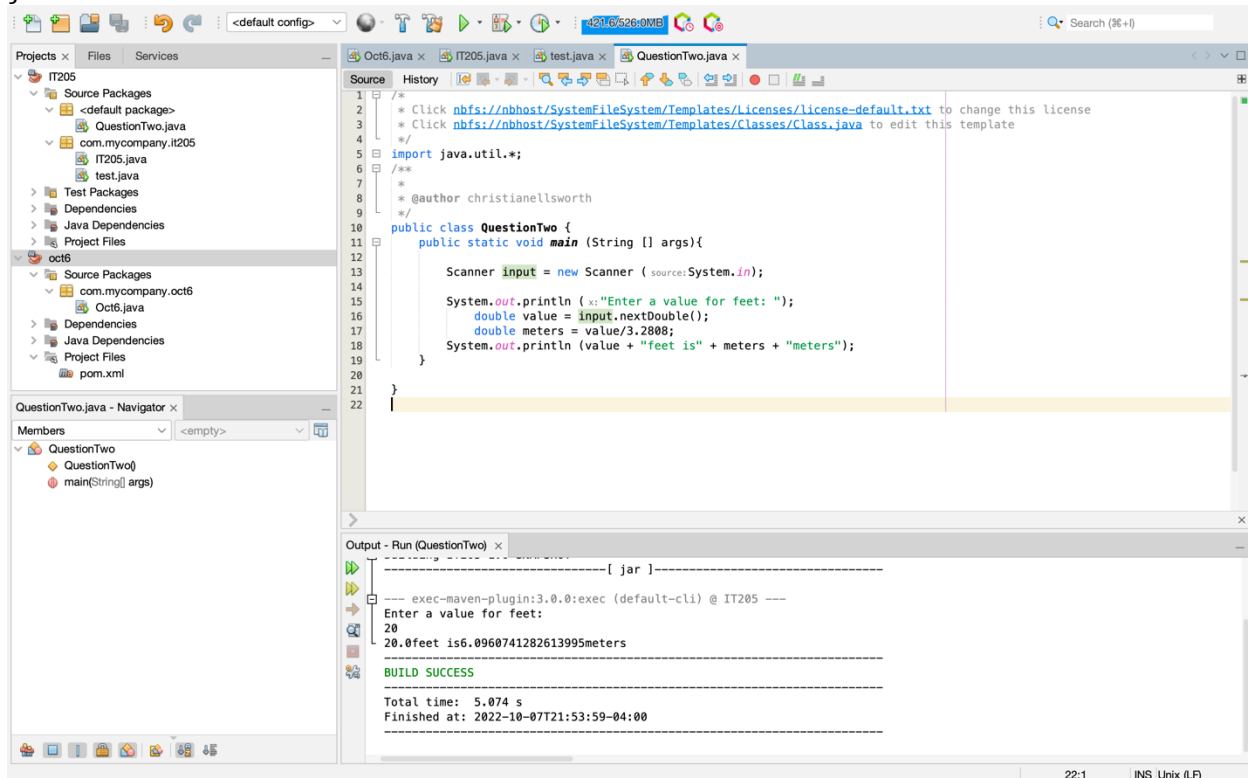 <default config>
421.6/526.0MB
Search (⌘+I)
Projects × Files Services
IT205
Source Packages
<default package>
QuestionTwo.java
com.mycompany.it205
IT205.java
test.java
Test Packages
Dependencies
Java Dependencies
Project Files
oct6
Source Packages
com.mycompany.oct6
Oct6.java
Dependencies
Java Dependencies
Project Files
pom.xml
QuestionTwo.java - Navigator ×
Members <empty>
QuestionTwo
QuestionTwo()
main(String[] args)
Oct6.java × IT205.java × test.java × QuestionTwo.java ×
Source History
1 /*
2 * Click nbfs://nbhost/SystemFileSystem/Templates/Licenses/license-default.txt to change this license
3 * Click nbfs://nbhost/SystemFileSystem/Templates/Classes/Class.java to edit this template
4 */
5 import java.util.*;
6 /**
7 *
8 * @author christianellsworth
9 */
10 public class QuestionTwo {
11 public static void main (String [] args){
12
13 Scanner input = new Scanner ( source: System.in);
14
15 System.out.println ( x: "Enter a value for feet: ");
16 double value = input.nextDouble();
17 double meters = value/3.2808;
18 System.out.println (value + "feet is" + meters + "meters");
19 }
20
21 }
22
Output - Run (QuestionTwo) ×
--------------------------------[ jar ]---------------------------------
--- exec-maven-plugin:3.0.0:exec (default-cli) @ IT205 ---
Enter a value for feet:
20
20.0feet is6.0960741282613995meters
------------------------------------------------------------------------
BUILD SUCCESS
------------------------------------------------------------------------
Total time: 5.074 s
Finished at: 2022-10-07T21:53:59-04:00
------------------------------------------------------------------------
22:1 INS Unix (LF)